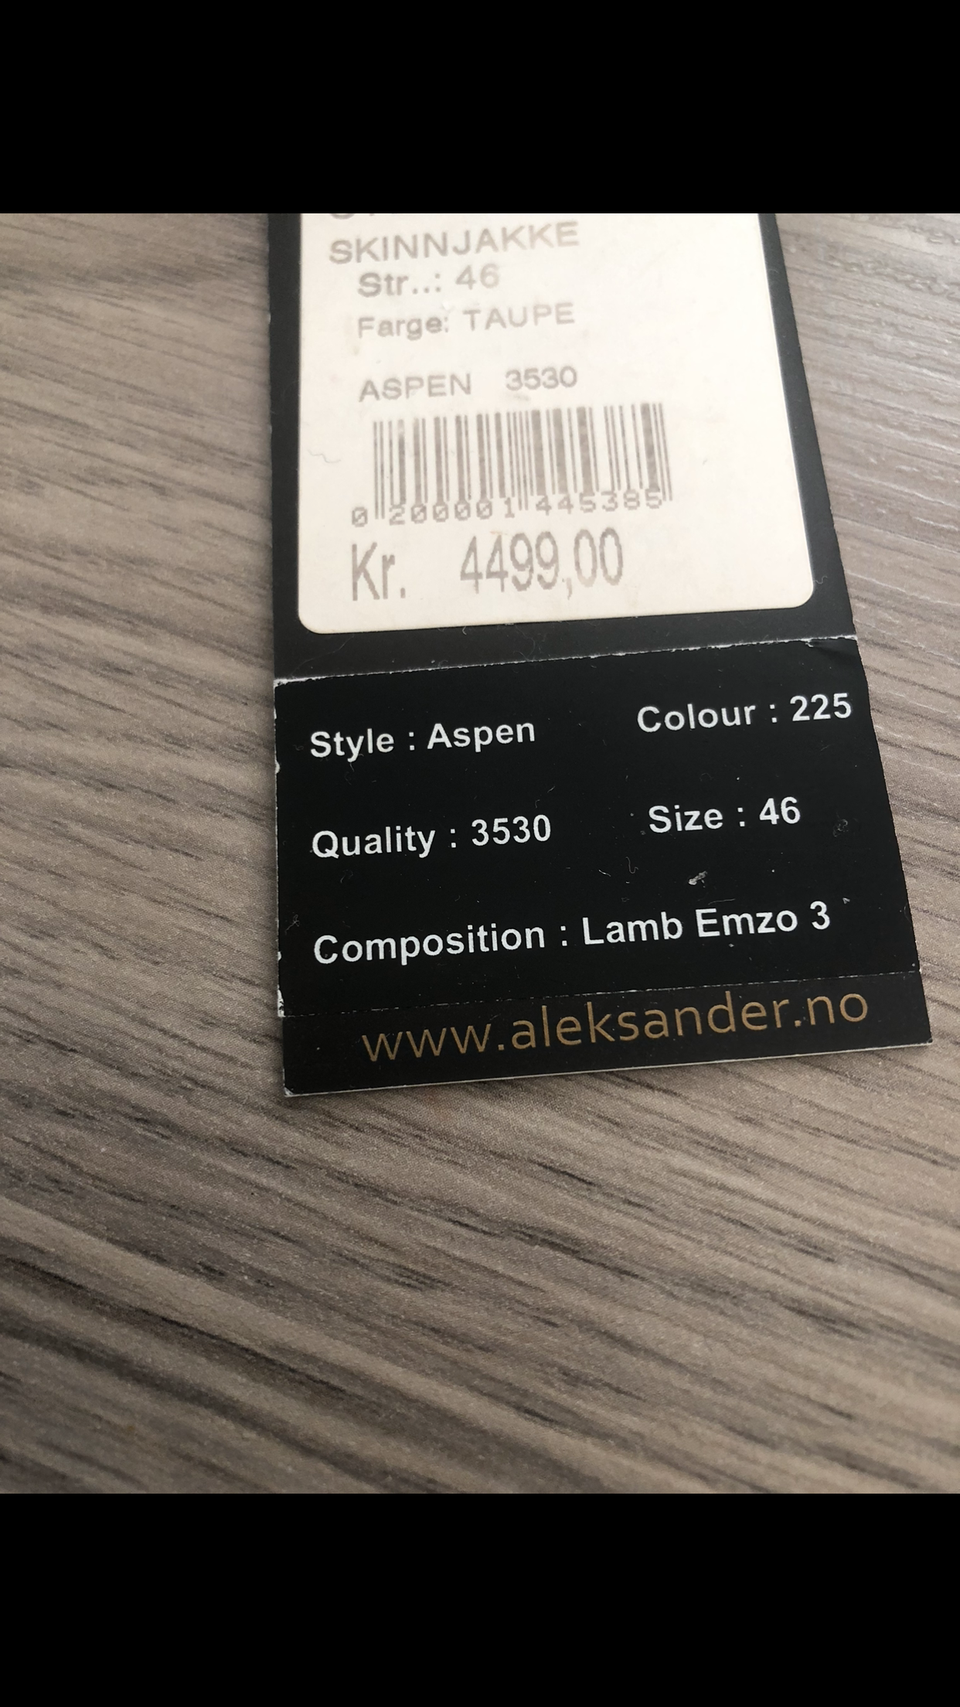 SKINNJAKKE
Str..: 46
Farge: TAUPE
ASPEN 3530
0 200001 445385
Kr. 4499,00
Style : Aspen Colour : 225
Quality : 3530 Size : 46
Composition : Lamb Emzo 3
www.aleksander.no